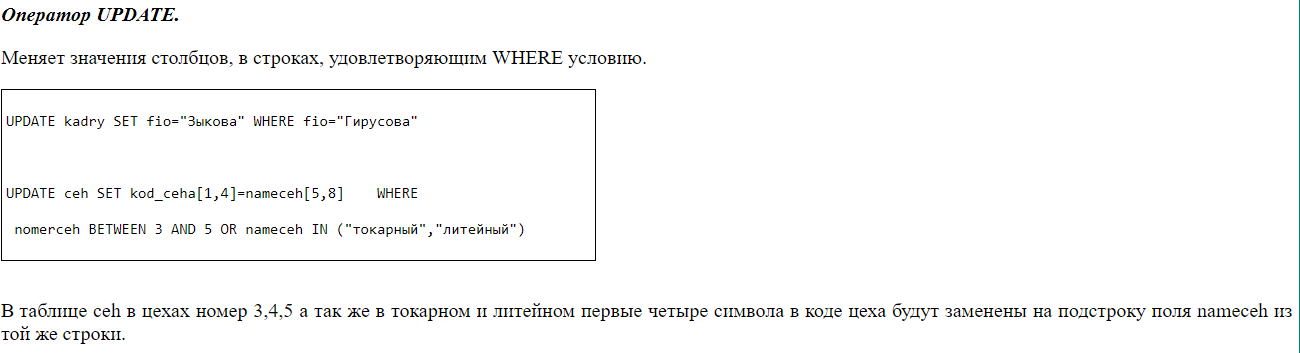 Оператор UPDATE.
Меняет значения столбцов, в строках, удовлетворяющим WHERE условию.
UPDATE kadry SET fio="Зыкова" WHERE fio="Гирусова"
UPDATE ceh SET kod_ceha[1,4]=nameceh[5,8]    WHERE
nomerceh BETWEEN 3 AND 5 OR nameceh IN ("токарный","литейный")
В таблице ceh в цехах номер 3,4,5 а так же в токарном и литейном первые четыре символа в коде цеха будут заменены на подстроку поля nameceh из
той же строки.